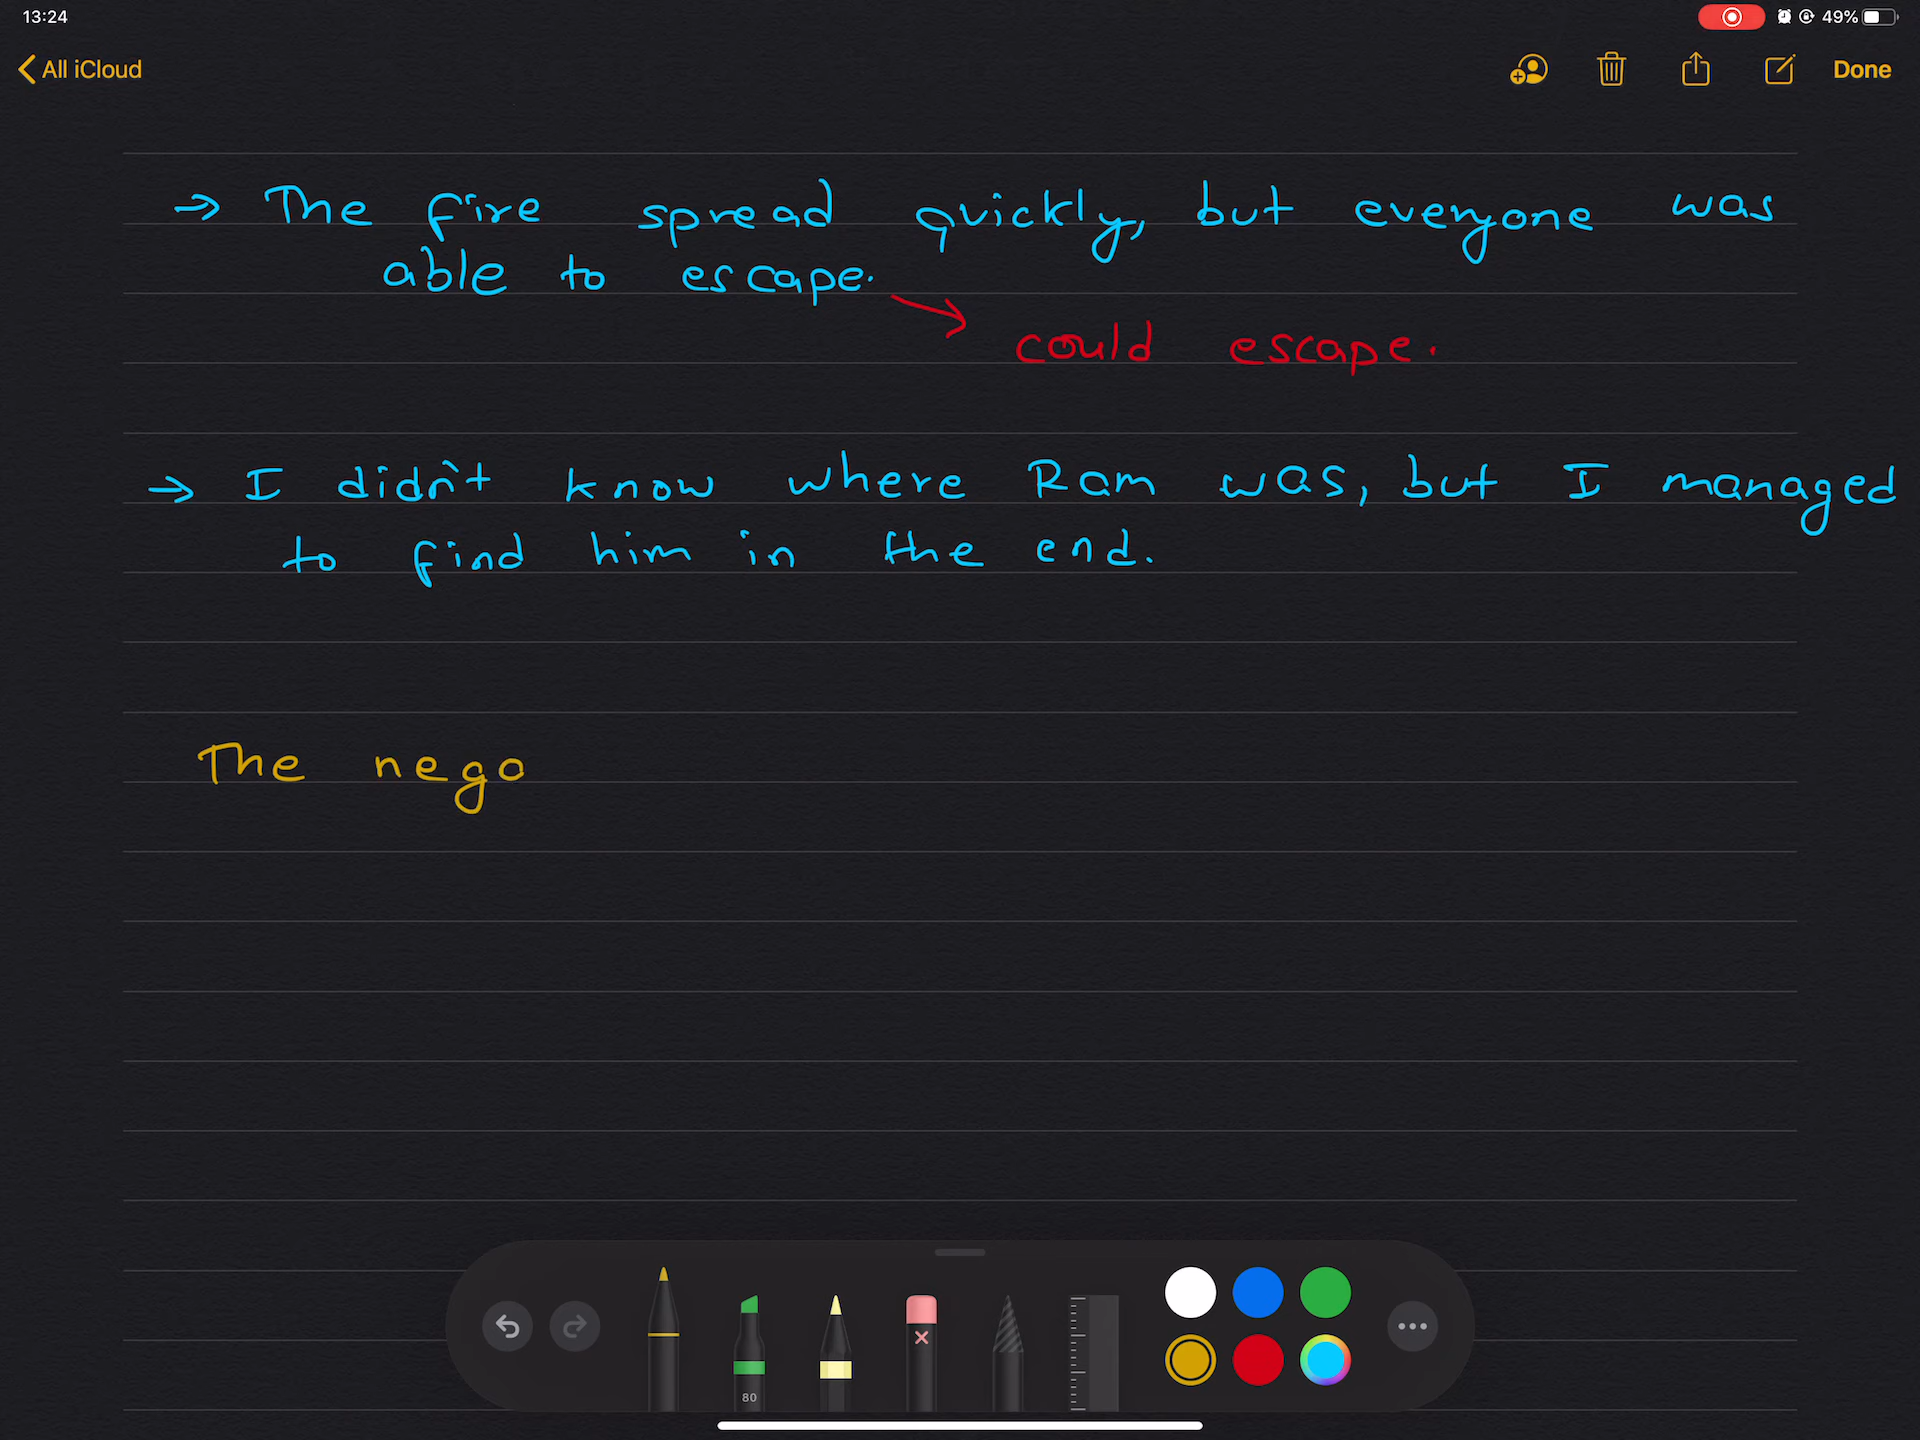 13:24
49%
All iCloud
Done
→ The fire spread quickly, but everyone was
able to escape.
→ could escape.
→ I didn't know where Ram was, but I managed
to find him in the end.
The nego
80